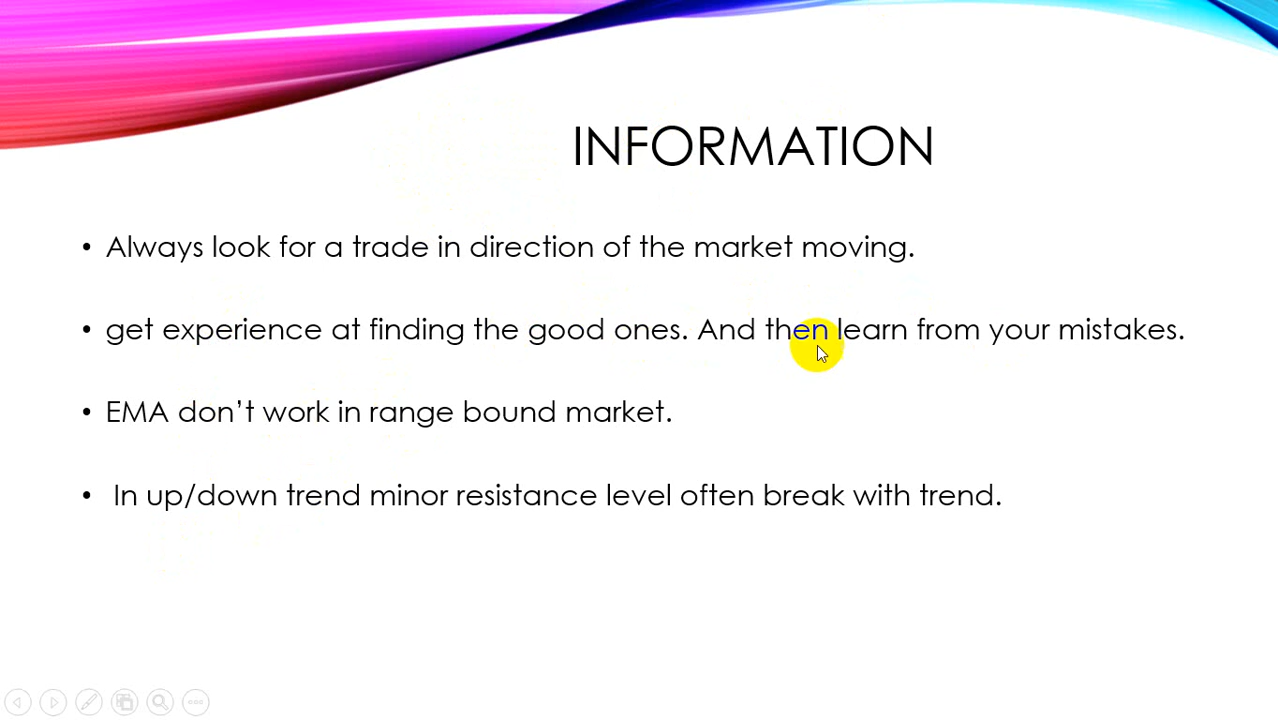 INFORMATION
• Always look for a trade in direction of the market moving.
• get experience at finding the good ones. And then learn from your mistakes.
• EMA don’t work in range bound market.
• In up/down trend minor resistance level often break with trend.